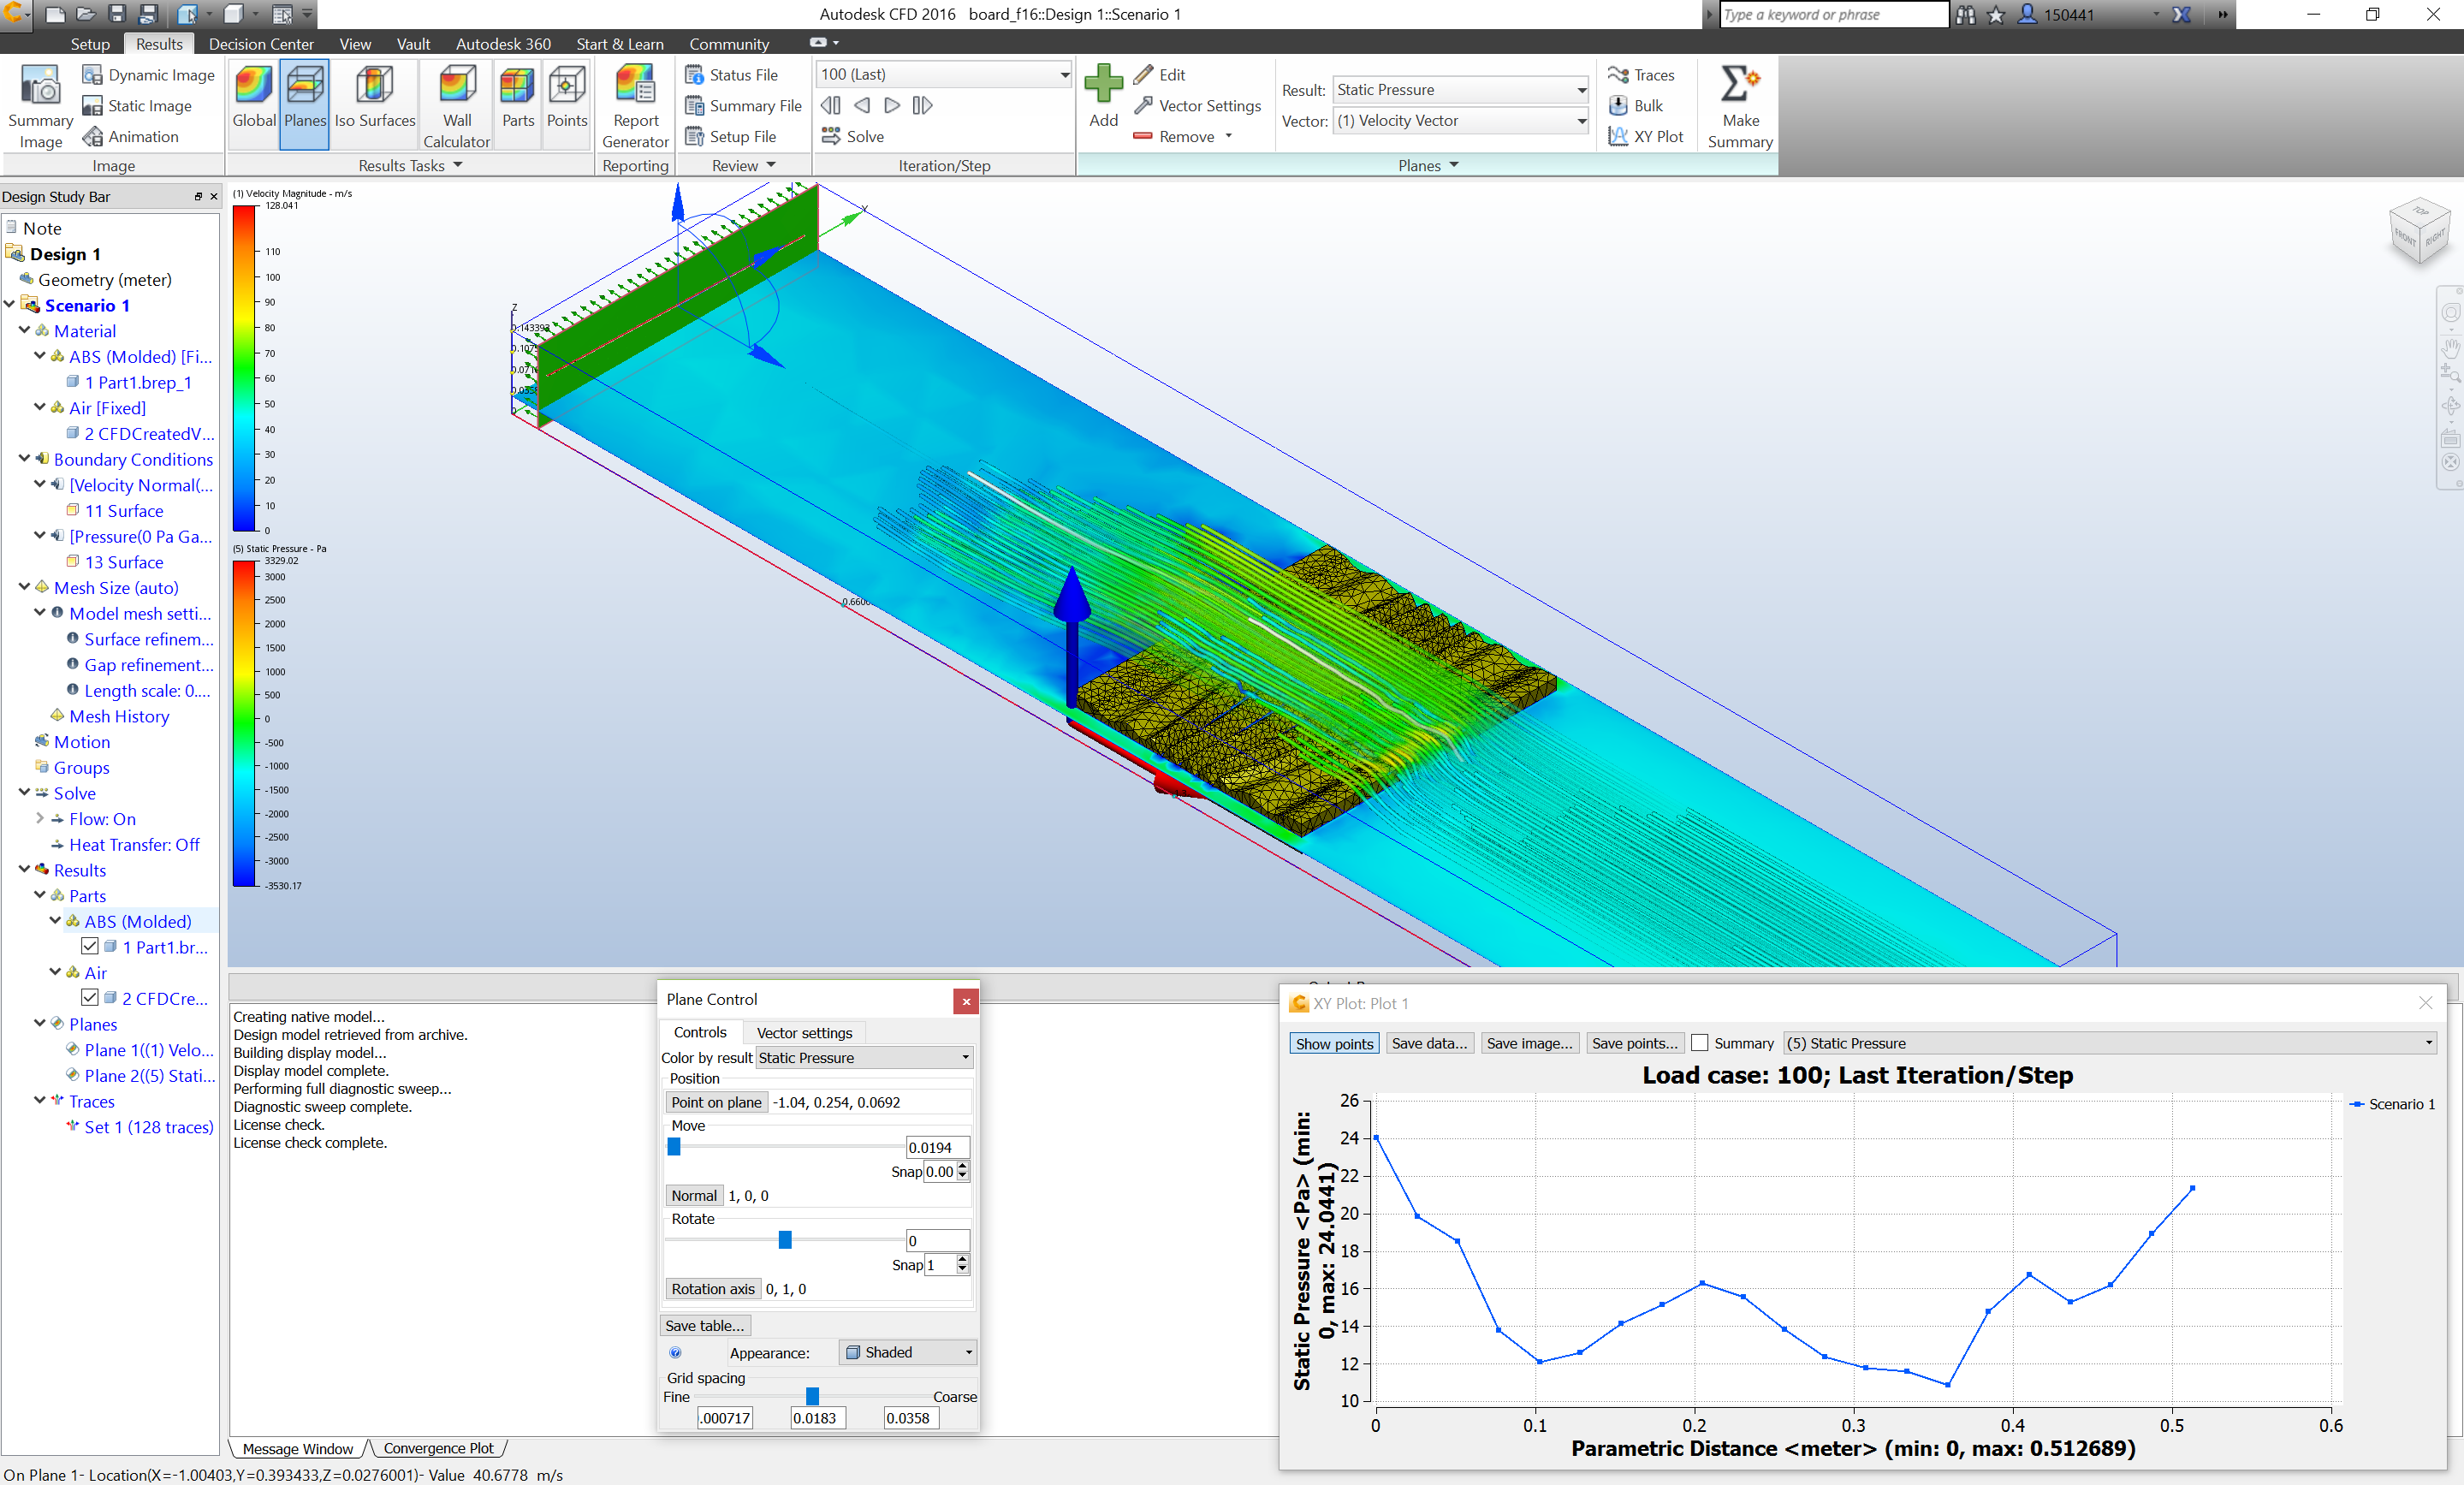 Autodesk CFD 2016   board_f16::Design 1::Scenario 1
Type a keyword or phrase
150441
Setup
Results
Decision Center
View
Vault
Autodesk 360
Start & Learn
Community
Summary Image
Dynamic Image
Static Image
Animation
Image
Global
Planes
Iso Surfaces
Wall Calculator
Parts
Points
Results Tasks
Report Generator
Reporting
Status File
Summary File
Setup File
Review
100 (Last)
Solve
Iteration/Step
Add
Edit
Vector Settings
Remove
Result: Static Pressure
Vector: (1) Velocity Vector
Traces
Bulk
XY Plot
Make Summary
Planes
Design Study Bar
Note
Design 1
Geometry (meter)
Scenario 1
Material
ABS (Molded) [Fi...
1 Part1.brep_1
Air [Fixed]
2 CFDCreatedV...
Boundary Conditions
[Velocity Normal(...
11 Surface
[Pressure(0 Pa Ga...
13 Surface
Mesh Size (auto)
Model mesh setti...
Surface refinem...
Gap refinement...
Length scale: 0....
Mesh History
Motion
Groups
Solve
Flow: On
Heat Transfer: Off
Results
Parts
ABS (Molded)
1 Part1.br...
Air
2 CFDCre...
Planes
Plane 1((1) Velo...
Plane 2((5) Stati...
Traces
Set 1 (128 traces)
(1) Velocity Magnitude - m/s
128.041
110
100
90
80
70
60
50
40
30
20
10
0
(5) Static Pressure - Pa
3329.02
3000
2500
2000
1500
1000
500
0
-500
-1000
-1500
-2000
-2500
-3000
-3530.17
Y
Z
0.143393
TOP
FRONT
RIGHT
Creating native model...
Design model retrieved from archive.
Building display model...
Display model complete.
Performing full diagnostic sweep...
Diagnostic sweep complete.
License check.
License check complete.
Message Window
Convergence Plot
Plane Control
Controls
Vector settings
Color by result Static Pressure
Position
Point on plane -1.04, 0.254, 0.0692
Move
0.0194
Snap 0.00
Normal 1, 0, 0
Rotate
0
Snap 1
Rotation axis 0, 1, 0
Save table...
Appearance: Shaded
Grid spacing
Fine
Coarse
.000717
0.0183
0.0358
XY Plot: Plot 1
Show points
Save data...
Save image...
Save points...
Summary
(5) Static Pressure
Load case: 100; Last Iteration/Step
Scenario 1
Static Pressure <Pa> (min:
0, max: 24.0441)
26
24
22
20
18
16
14
12
10
0
0.1
0.2
0.3
0.4
0.5
0.6
Parametric Distance <meter> (min: 0, max: 0.512689)
On Plane 1- Location(X=-1.00403,Y=0.393433,Z=0.0276001)- Value  40.6778  m/s